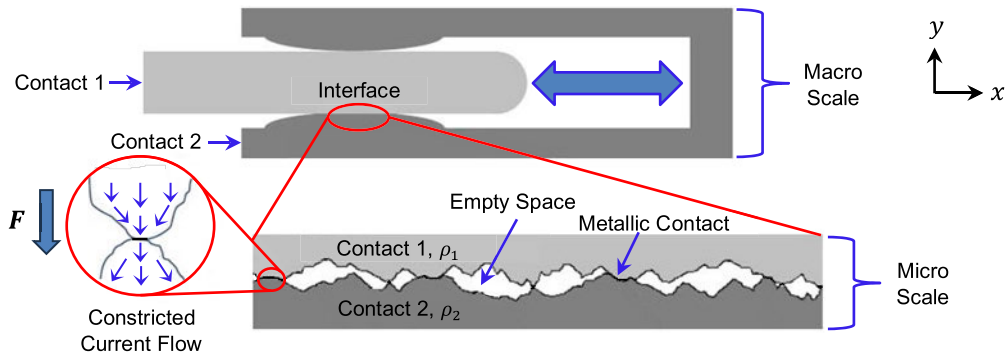 Contact 1
Interface
Contact 2
Macro
Scale
y
x
F
Empty Space
Metallic Contact
Contact 1, ρ₁
Contact 2, ρ₂
Micro
Scale
Constricted
Current Flow